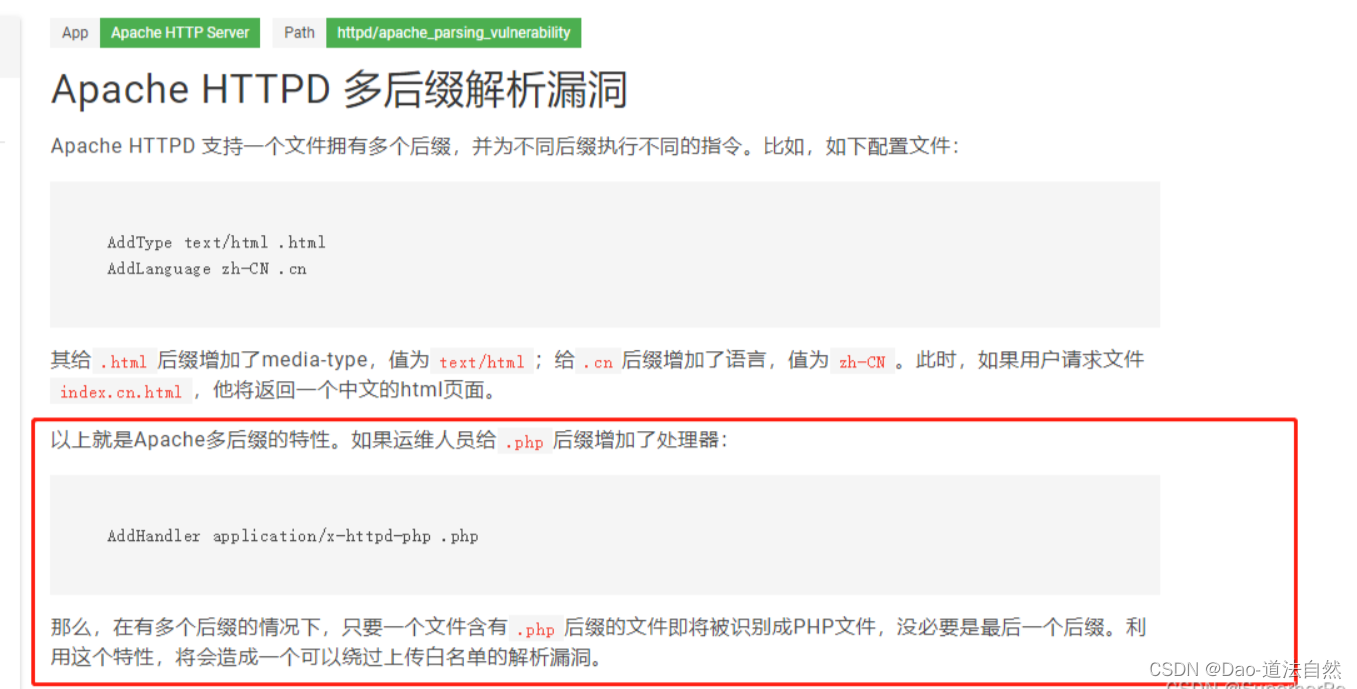 App Apache HTTP Server Path httpd/apache_parsing_vulnerability
Apache HTTPD 多后缀解析漏洞
Apache HTTPD 支持一个文件拥有多个后缀，并为不同后缀执行不同的指令。比如，如下配置文件：
AddType text/html .html
AddLanguage zh-CN .cn
其给 .html 后缀增加了media-type，值为 text/html ；给 .cn 后缀增加了语言，值为 zh-CN 。此时，如果用户请求文件
index.cn.html ，他将返回一个中文的html页面。
以上就是Apache多后缀的特性。如果运维人员给 .php 后缀增加了处理器：
AddHandler application/x-httpd-php .php
那么，在有多个后缀的情况下，只要一个文件含有 .php 后缀的文件即将被识别成PHP文件，没必要是最后一个后缀。利
用这个特性，将会造成一个可以绕过上传白名单的解析漏洞。
CSDN @Dao-道法自然